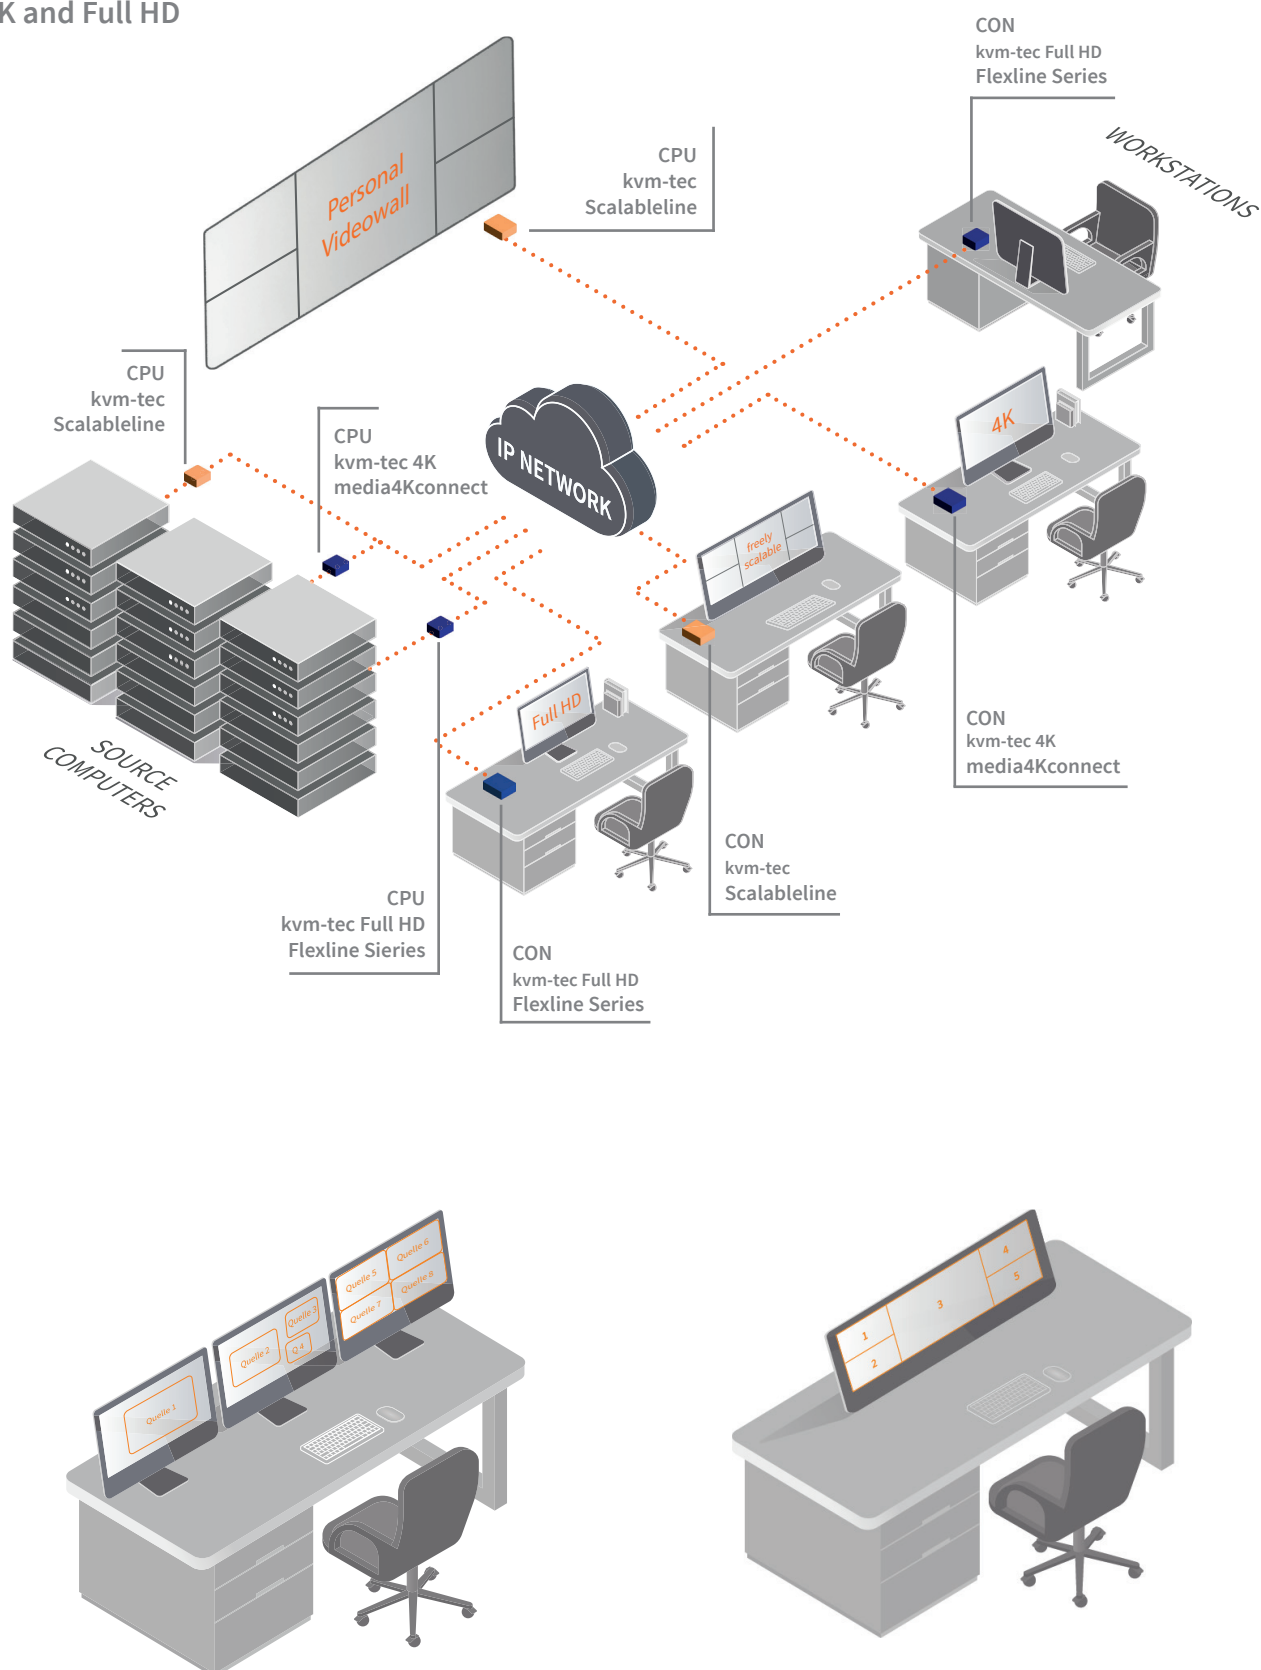 K and Full HD
CON
kvm-tec Full HD
Flexline Series
WORKSTATIONS
CPU
kvm-tec
Scalableline
Personal
Videowall
CPU
kvm-tec
Scalableline
CPU
kvm-tec 4K
media4Kconnect
IP NETWORK
4K
freely
scalable
Full HD
SOURCE
COMPUTERS
CON
kvm-tec 4K
media4Kconnect
CON
kvm-tec
Scalableline
CPU
kvm-tec Full HD
Flexline Sieries
CON
kvm-tec Full HD
Flexline Series
Quelle 1
Quelle 2
Quelle 3
Q 4
Quelle 5
Quelle 6
Quelle 7
Quelle 8
1
2
3
4
5